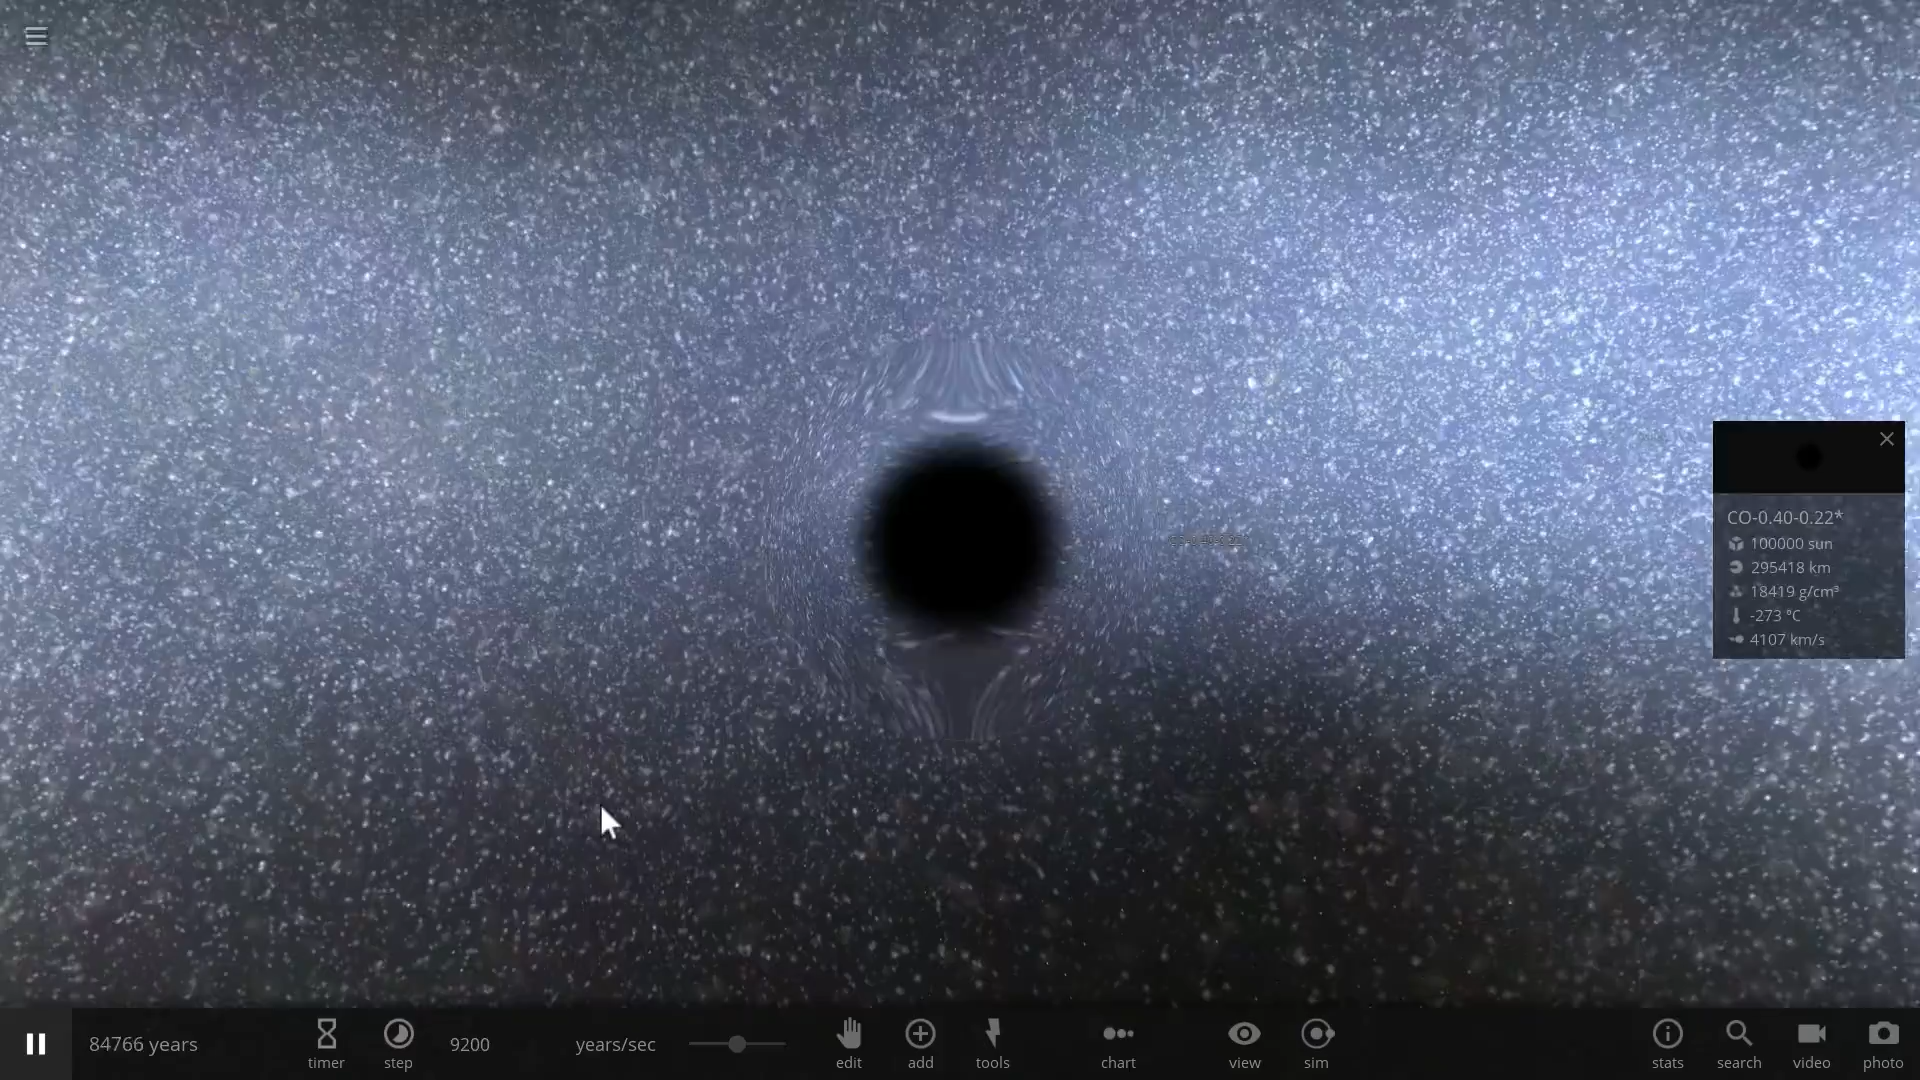 CO-0.40-0.22*
100000 sun
295418 km
18419 g/cm³
-273 °C
4107 km/s
84766 years
timer
step
9200
years/sec
edit
add
tools
chart
view
sim
stats
search
video
photo